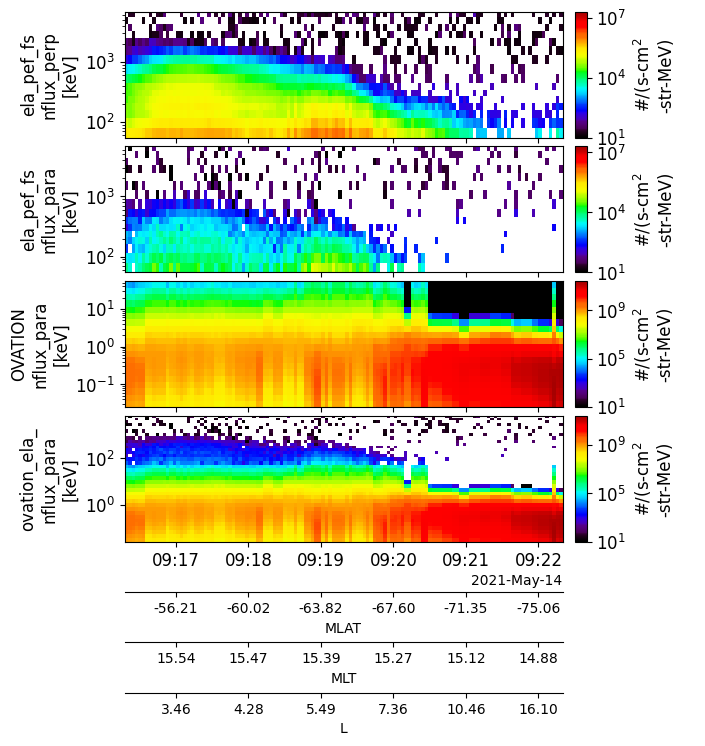 ela_pef_fs
nflux_perp
[keV]
10^3
10^2
10^7
10^4
10^1
#/(s-cm^2
-str-MeV)
ela_pef_fs
nflux_para
[keV]
10^3
10^2
10^7
10^4
10^1
#/(s-cm^2
-str-MeV)
OVATION
nflux_para
[keV]
10^1
10^0
10^−1
10^9
10^5
10^1
#/(s-cm^2
-str-MeV)
ovation_ela_
nflux_para
[keV]
10^2
10^0
10^9
10^5
10^1
#/(s-cm^2
-str-MeV)
09:17 09:18 09:19 09:20 09:21 09:22
2021-May-14
-56.21 -60.02 -63.82 -67.60 -71.35 -75.06
MLAT
15.54 15.47 15.39 15.27 15.12 14.88
MLT
3.46 4.28 5.49 7.36 10.46 16.10
L